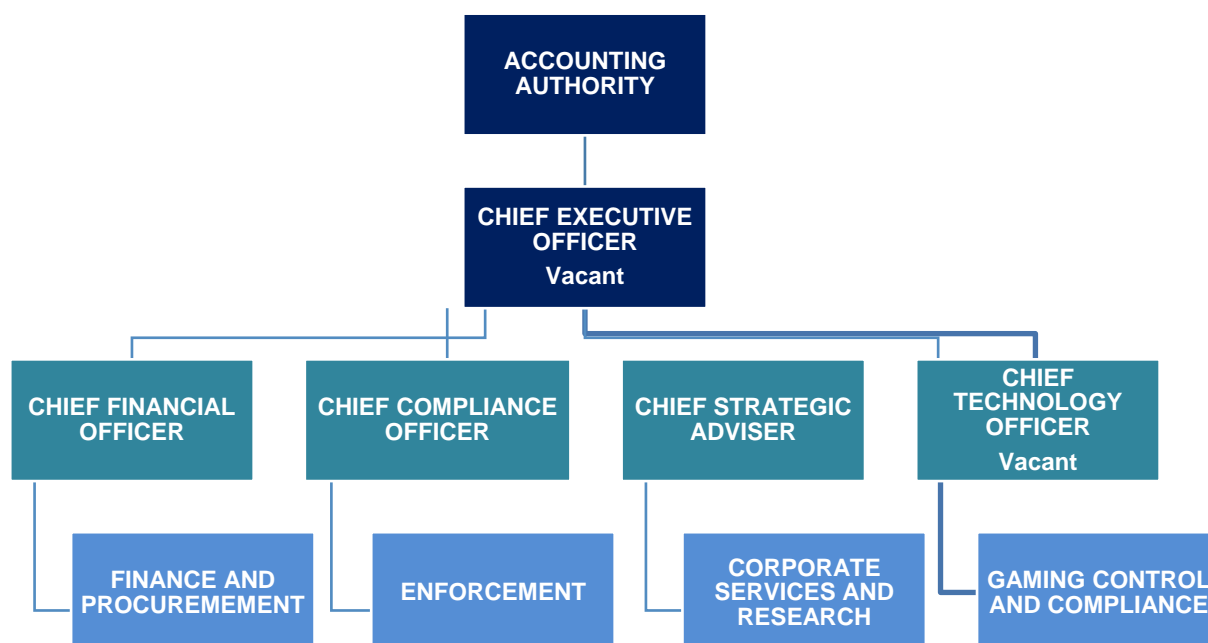 ACCOUNTING
AUTHORITY
CHIEF EXECUTIVE
OFFICER
Vacant
CHIEF FINANCIAL
OFFICER
CHIEF COMPLIANCE
OFFICER
CHIEF STRATEGIC
ADVISER
CHIEF
TECHNOLOGY
OFFICER
Vacant
FINANCE AND
PROCUREMEMENT
ENFORCEMENT
CORPORATE
SERVICES AND
RESEARCH
GAMING CONTROL
AND COMPLIANCE